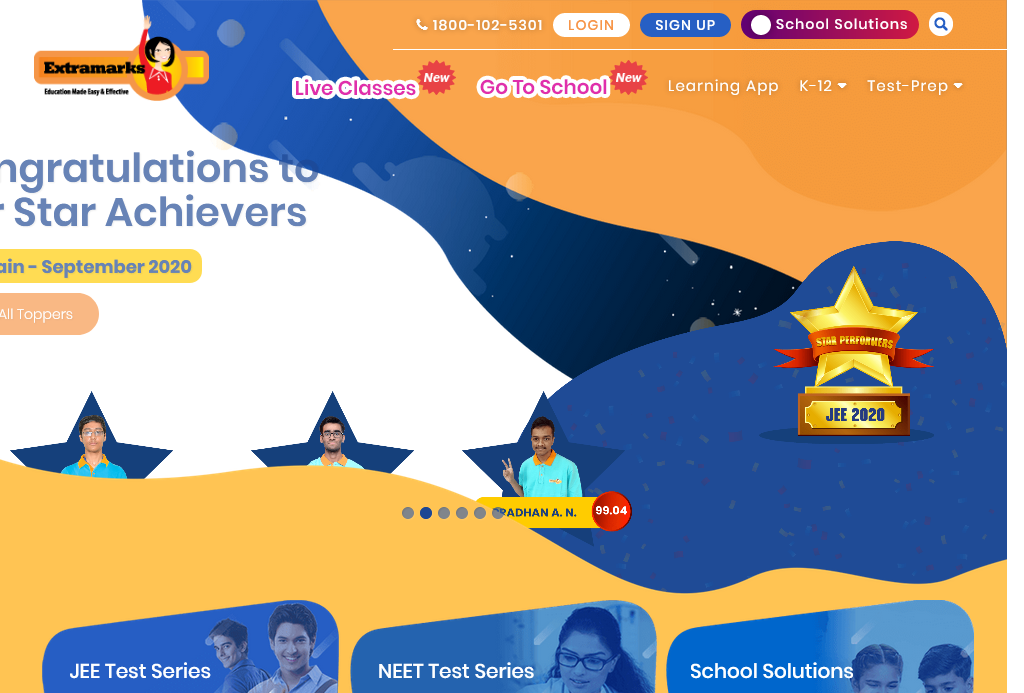 1800-102-5301 LOGIN SIGN UP School Solutions
Extramarks
Education Made Easy & Effective
Live Classes New Go To School New Learning App K-12 Test-Prep
ngratulations to
r Star Achievers
ain - September 2020
All Toppers
STAR PERFORMERS
JEE 2020
RADHAN A. N. 99.04
JEE Test Series NEET Test Series School Solutions